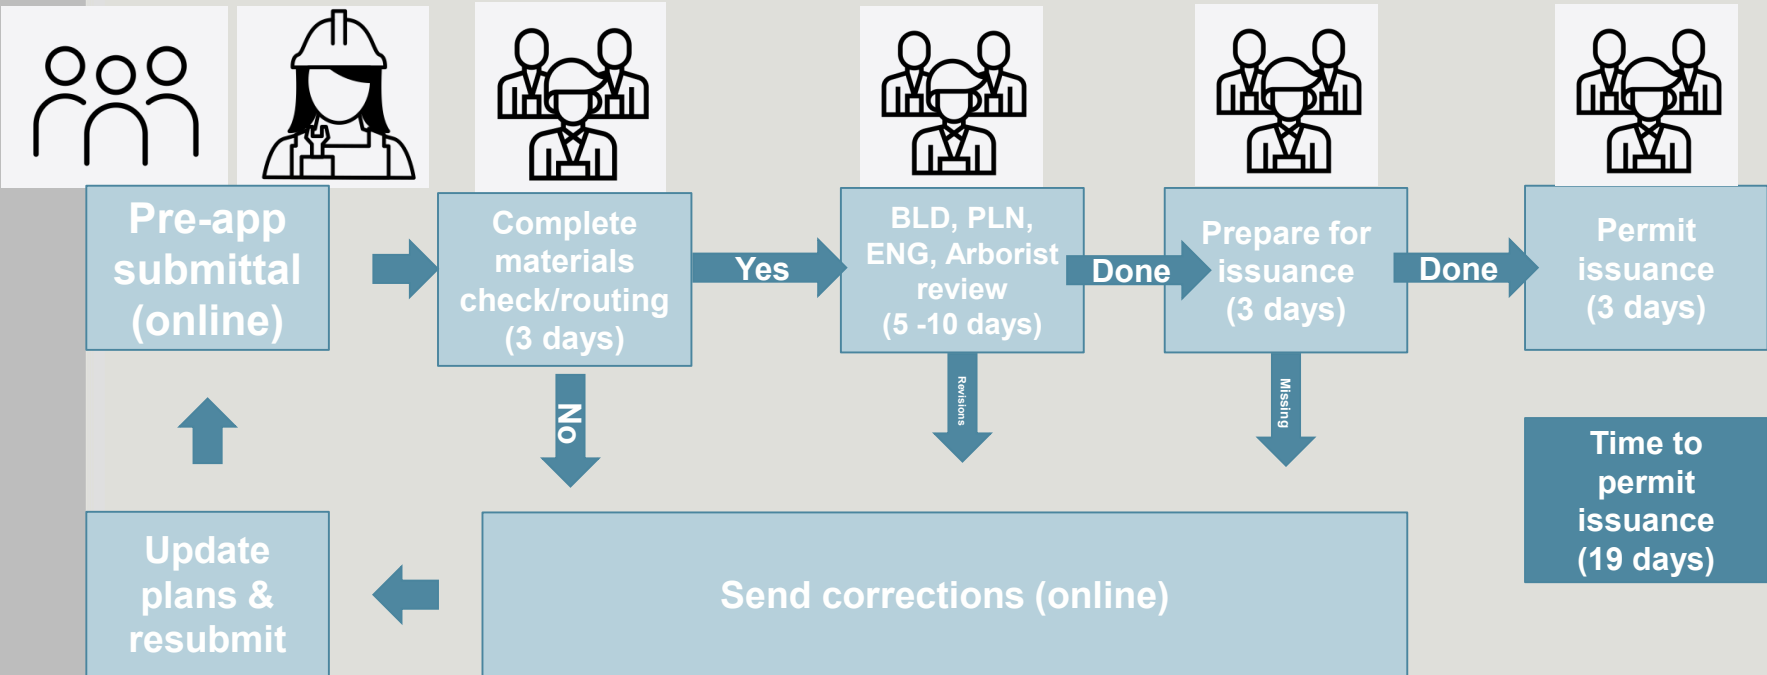 Pre-app
submittal
(online)
Complete
materials
check/routing
(3 days)
Yes
BLD, PLN,
ENG, Arborist
review
(5 -10 days)
Done
Prepare for
issuance
(3 days)
Done
Permit
issuance
(3 days)
No
Revisions
Missing
Time to
permit
issuance
(19 days)
Update
plans &
resubmit
Send corrections (online)